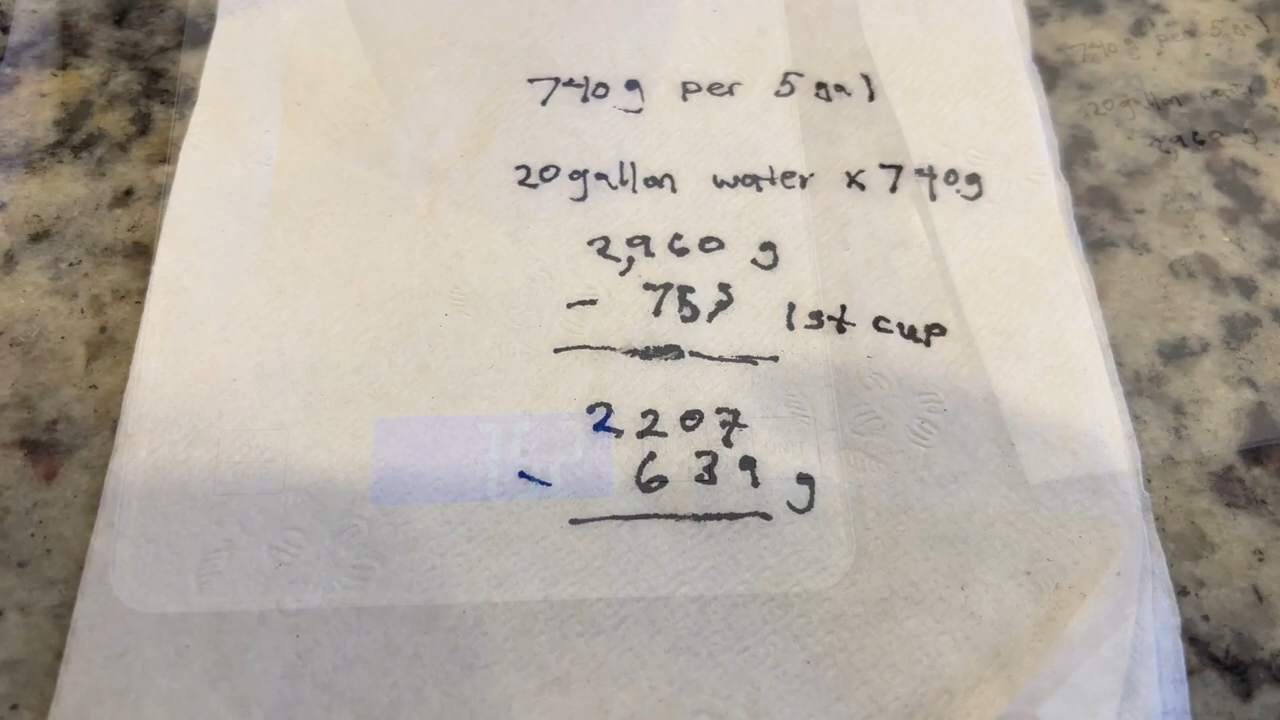 740g per 5gal
20gallon water x 740g
2,960 g
- 753 1st cup
2207
- 639 g